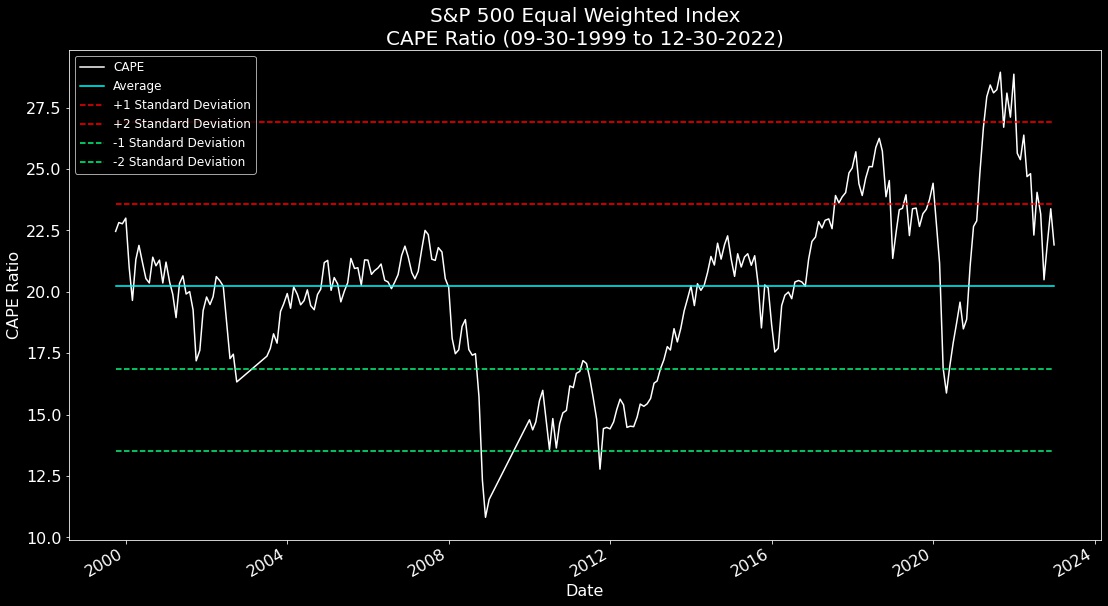 S&P 500 Equal Weighted Index
CAPE Ratio (09-30-1999 to 12-30-2022)
CAPE
Average
+1 Standard Deviation
+2 Standard Deviation
-1 Standard Deviation
-2 Standard Deviation
27.5
25.0
22.5
20.0
17.5
15.0
12.5
10.0
CAPE Ratio
2000
2004
2008
2012
2016
2020
2024
Date